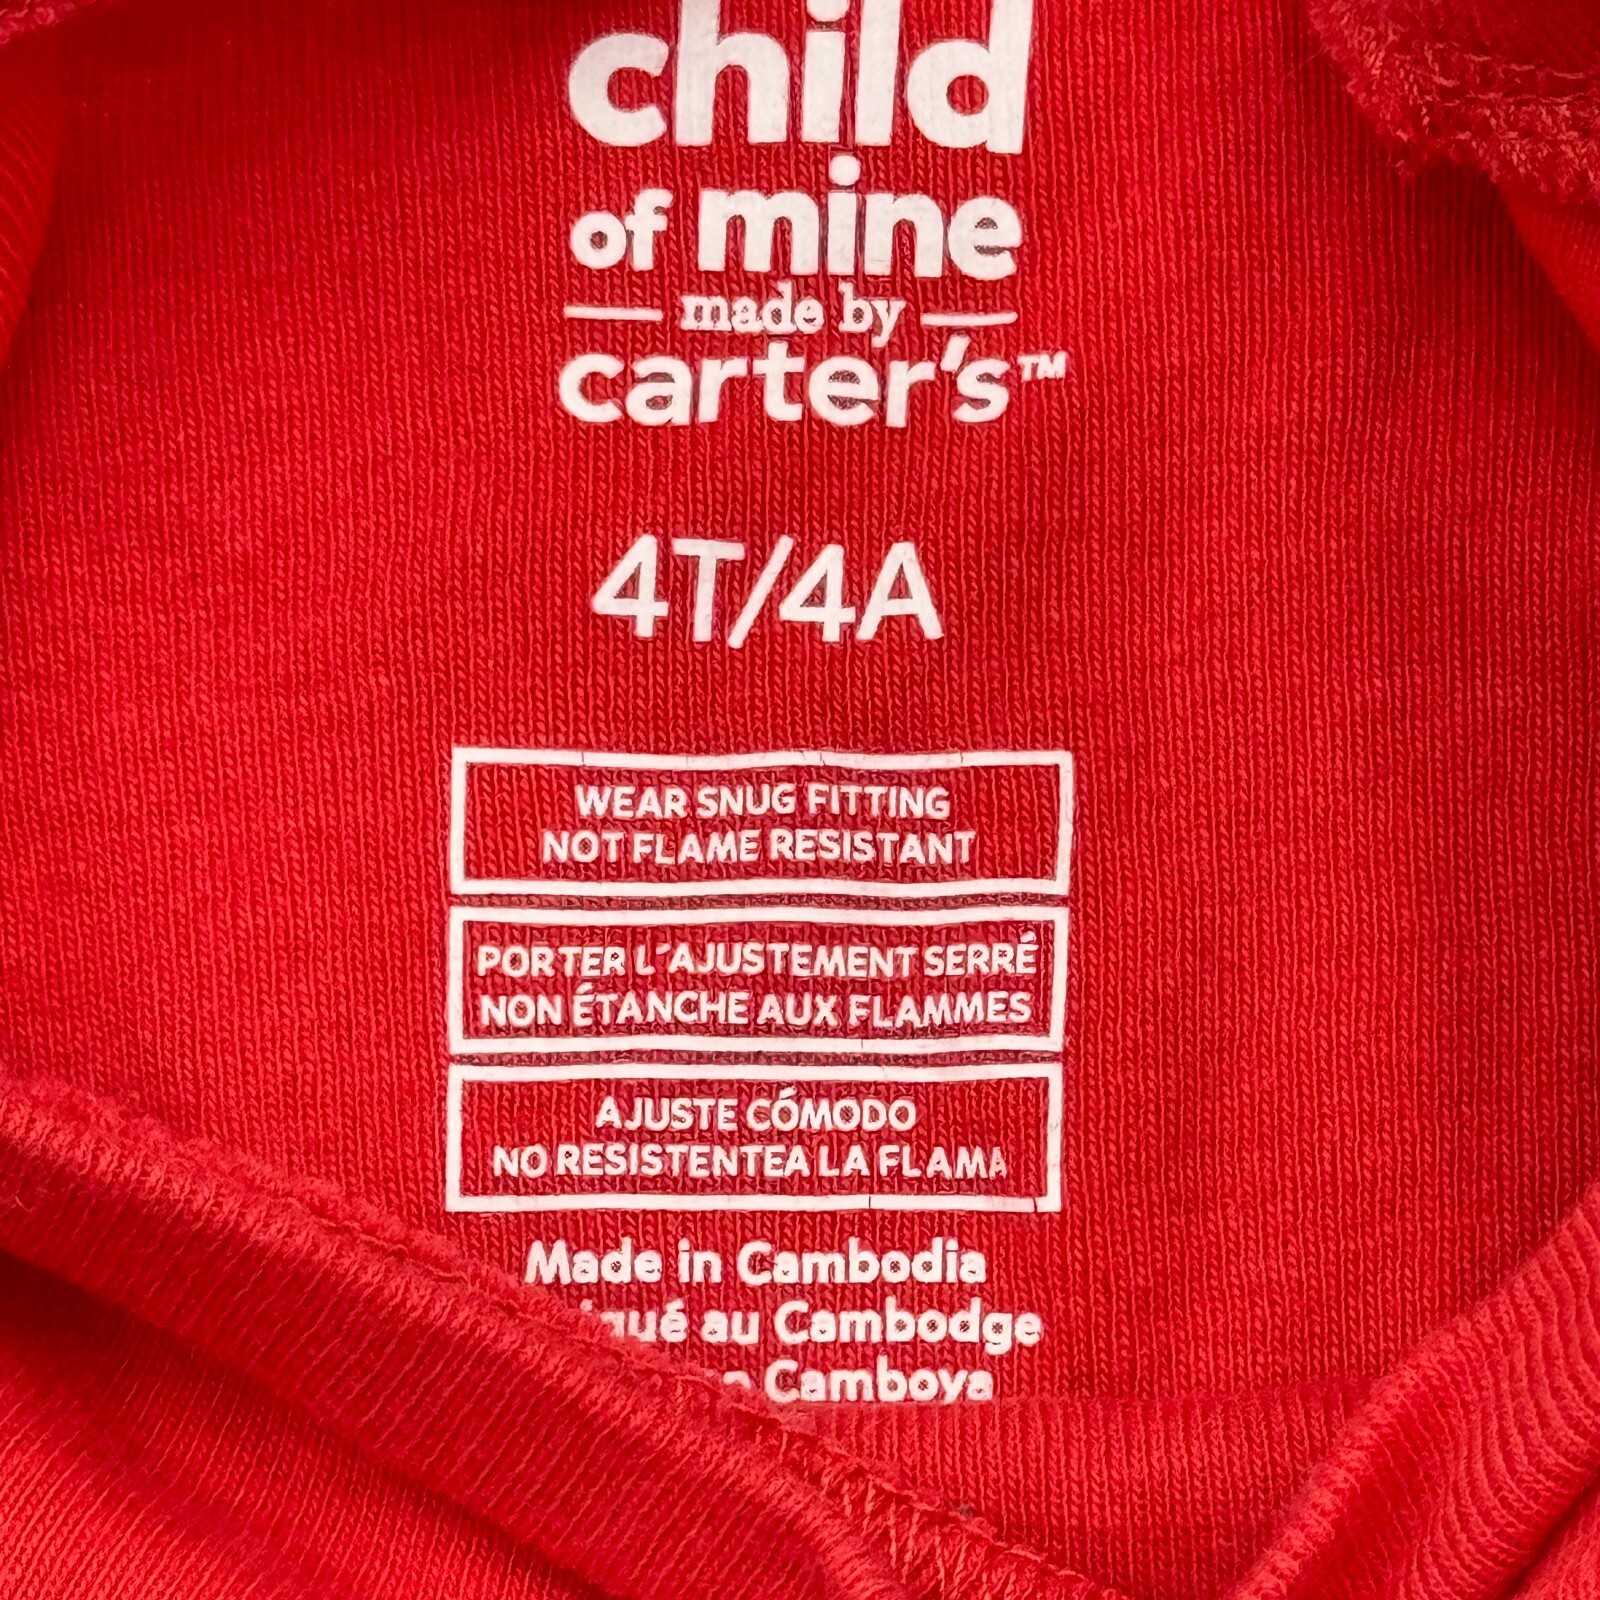 child
of mine
made by
carter's™
4T/4A
WEAR SNUG FITTING
NOT FLAME RESISTANT
PORTER L'AJUSTEMENT SERRÉ
NON ÉTANCHE AUX FLAMMES
AJUSTE CÓMODO
NO RESISTENTE A LA FLAMA
Made in Cambodia
au Cambodge
Camboya